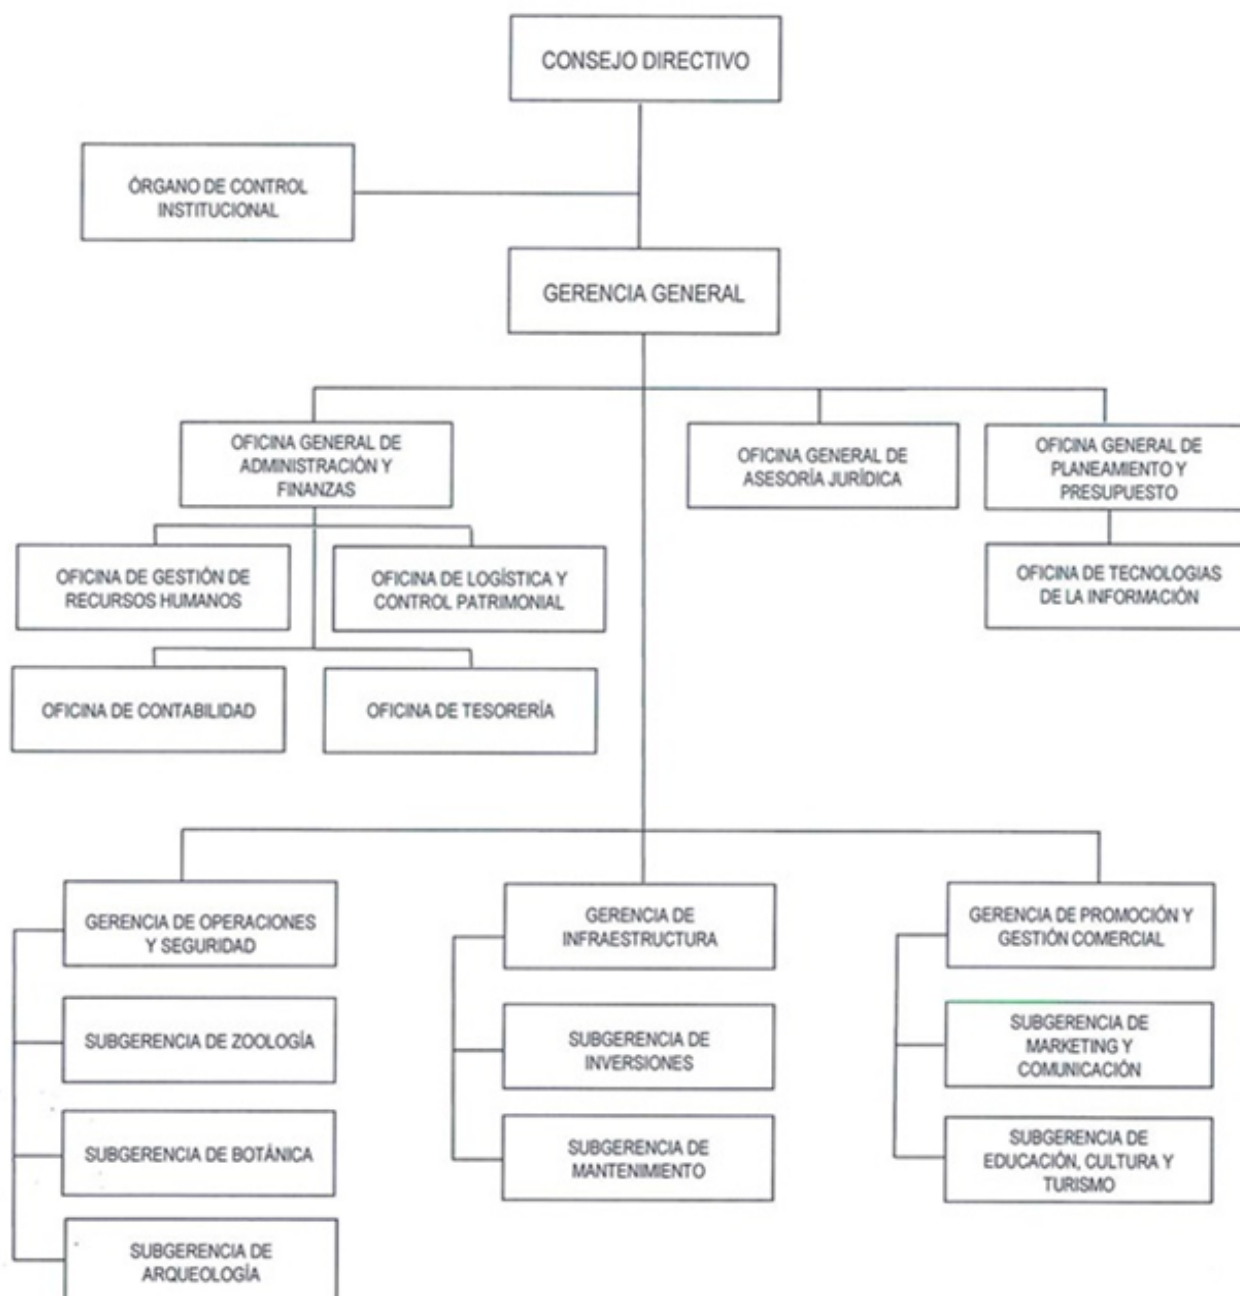 CONSEJO DIRECTIVO
ÓRGANO DE CONTROL
INSTITUCIONAL
GERENCIA GENERAL
OFICINA GENERAL DE
ADMINISTRACIÓN Y
FINANZAS
OFICINA GENERAL DE
ASESORÍA JURÍDICA
OFICINA GENERAL DE
PLANEAMIENTO Y
PRESUPUESTO
OFICINA DE GESTIÓN DE
RECURSOS HUMANOS
OFICINA DE LOGÍSTICA Y
CONTROL PATRIMONIAL
OFICINA DE TECNOLOGIAS
DE LA INFORMACIÓN
OFICINA DE CONTABILIDAD
OFICINA DE TESORERÍA
GERENCIA DE OPERACIONES
Y SEGURIDAD
SUBGERENCIA DE ZOOLOGÍA
SUBGERENCIA DE BOTÁNICA
SUBGERENCIA DE
ARQUEOLOGÍA
GERENCIA DE
INFRAESTRUCTURA
SUBGERENCIA DE
INVERSIONES
SUBGERENCIA DE
MANTENIMIENTO
GERENCIA DE PROMOCIÓN Y
GESTIÓN COMERCIAL
SUBGERENCIA DE
MARKETING Y
COMUNICACIÓN
SUBGERENCIA DE
EDUCACIÓN, CULTURA Y
TURISMO